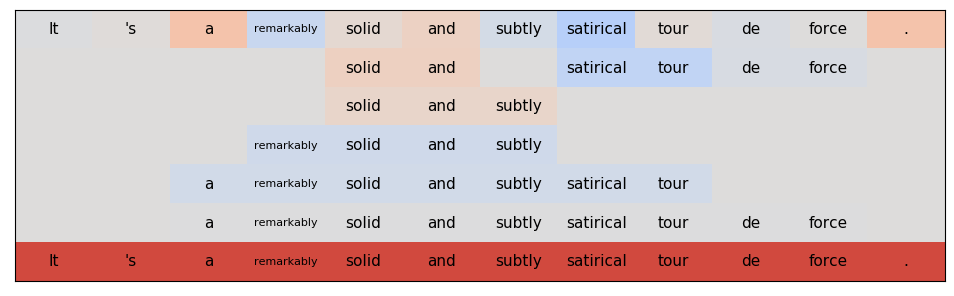 It 's a remarkably solid and subtly satirical tour de force .
solid and satirical tour de force
solid and subtly
remarkably solid and subtly
a remarkably solid and subtly satirical tour
a remarkably solid and subtly satirical tour de force
It 's a remarkably solid and subtly satirical tour de force .